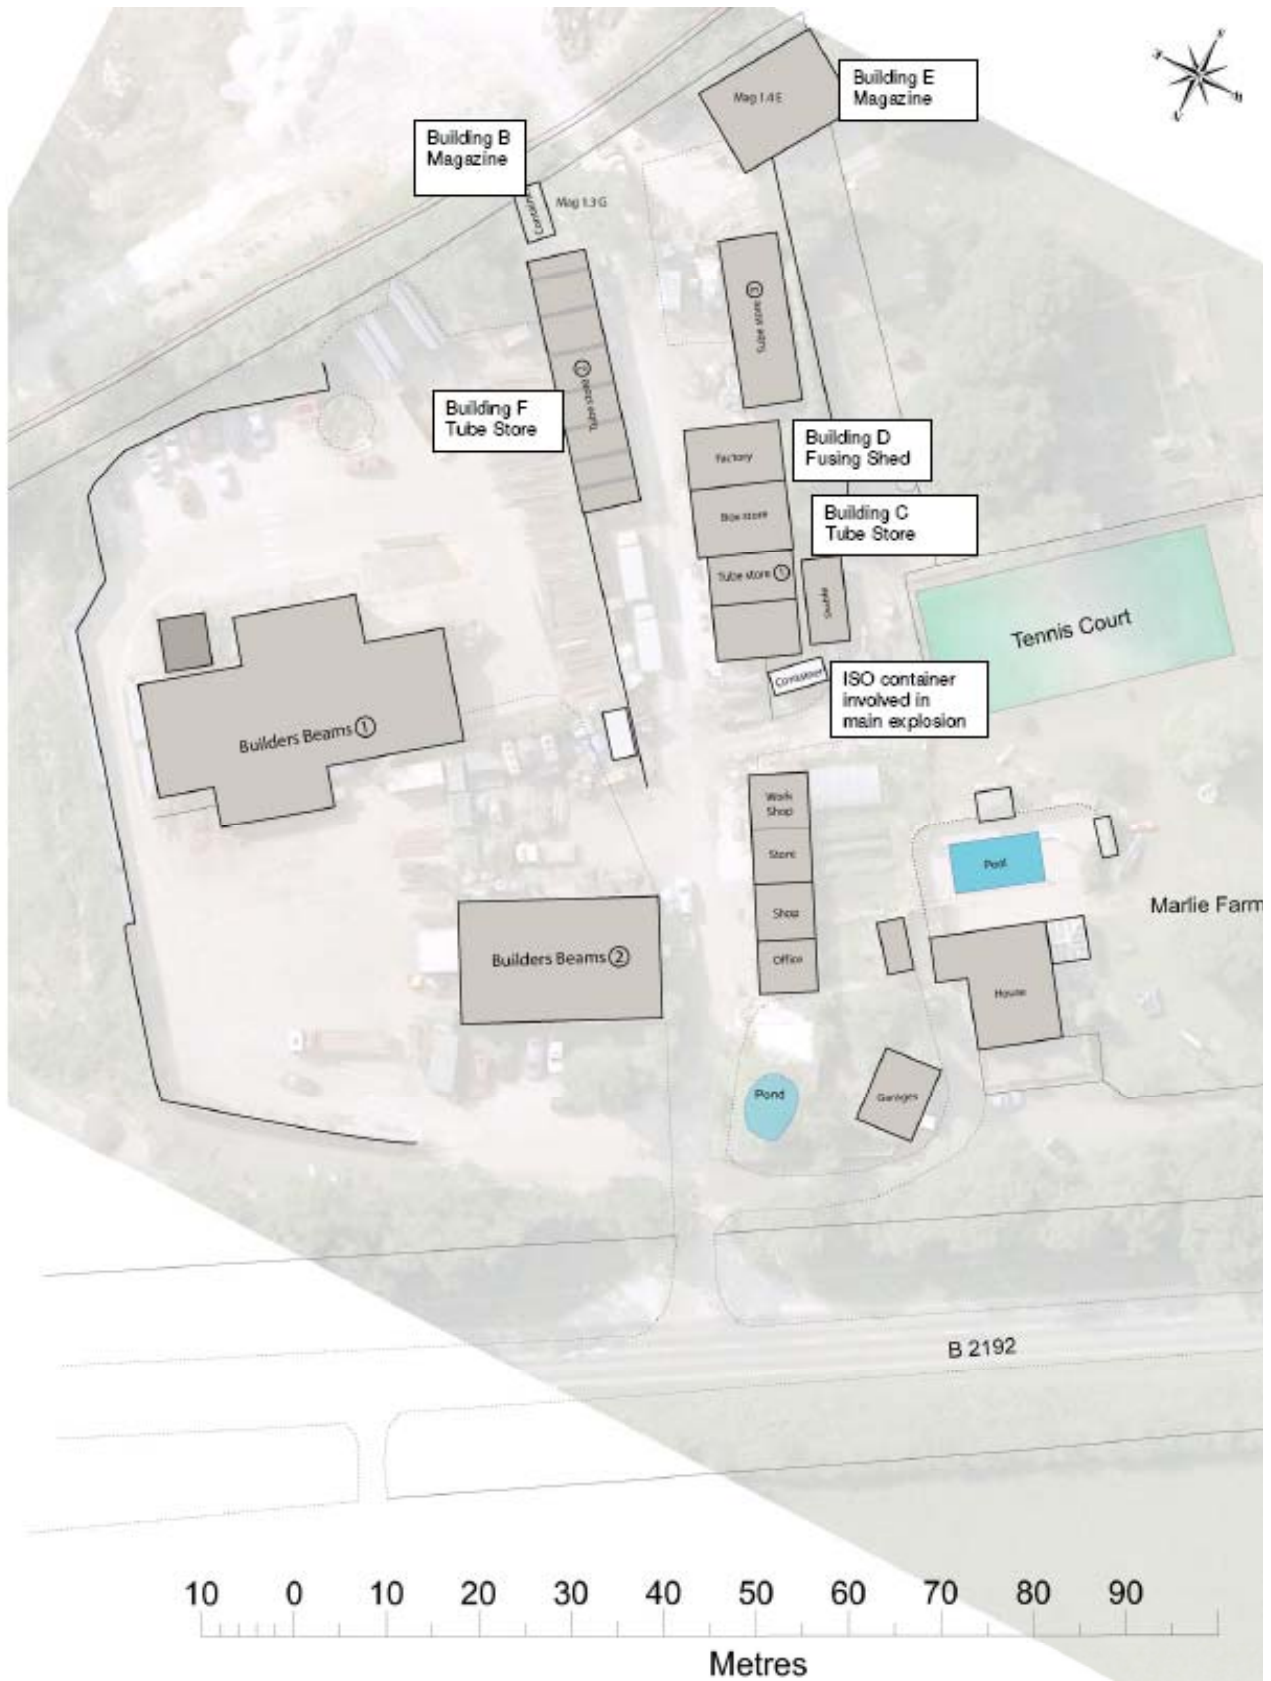 Building E
Magazine
Mag 1.4 E
Building B
Magazine
Container
Mag 1.3 G
Tube store ③
Tube store ②
Building F
Tube Store
Building D
Fusing Shed
Factory
Building C
Tube Store
Box store
Tube store ①
Stable
Tennis Court
Container
ISO container
involved in
main explosion
Builders Beams ①
Work
Shop
Store
Pool
Shop
Marlie Farm
Builders Beams ②
Office
House
Pond
Garages
B 2192
10 0 10 20 30 40 50 60 70 80 90
Metres